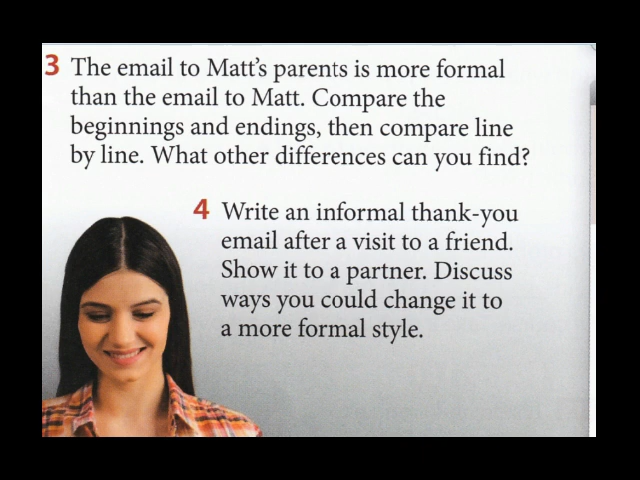 3 The email to Matt's parents is more formal
than the email to Matt. Compare the
beginnings and endings, then compare line
by line. What other differences can you find?
4 Write an informal thank-you
email after a visit to a friend.
Show it to a partner. Discuss
ways you could change it to
a more formal style.